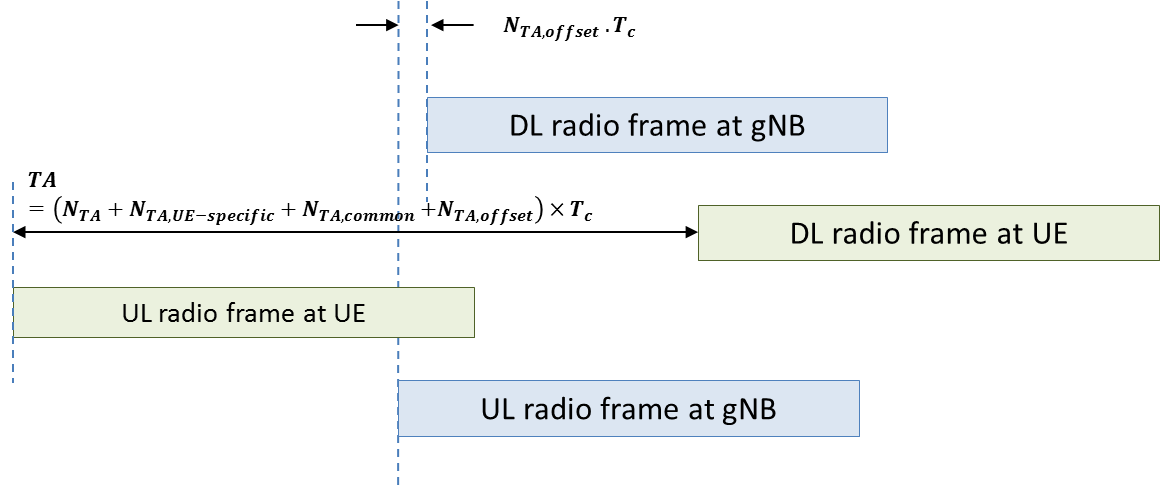 N_{TA,offset} .T_c
DL radio frame at gNB
TA
= (N_{TA} + N_{TA,UE−specific} + N_{TA,common} +N_{TA,offset}) × T_c
DL radio frame at UE
UL radio frame at UE
UL radio frame at gNB